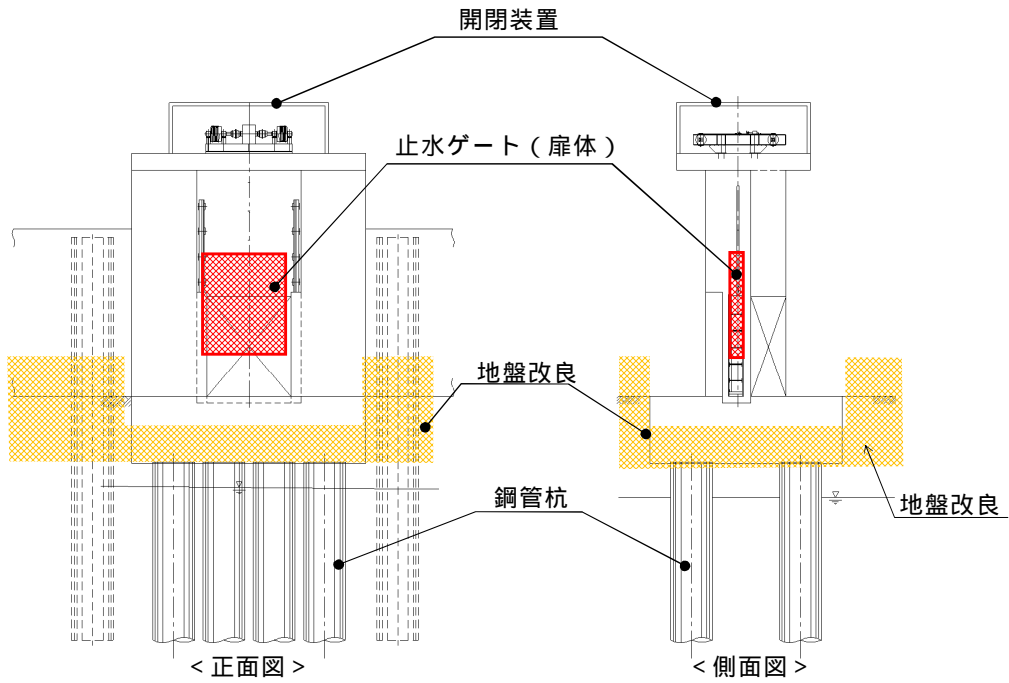 開閉装置
止水ゲート（扉体）
地盤改良
鋼管杭
地盤改良
＜正面図＞
＜側面図＞